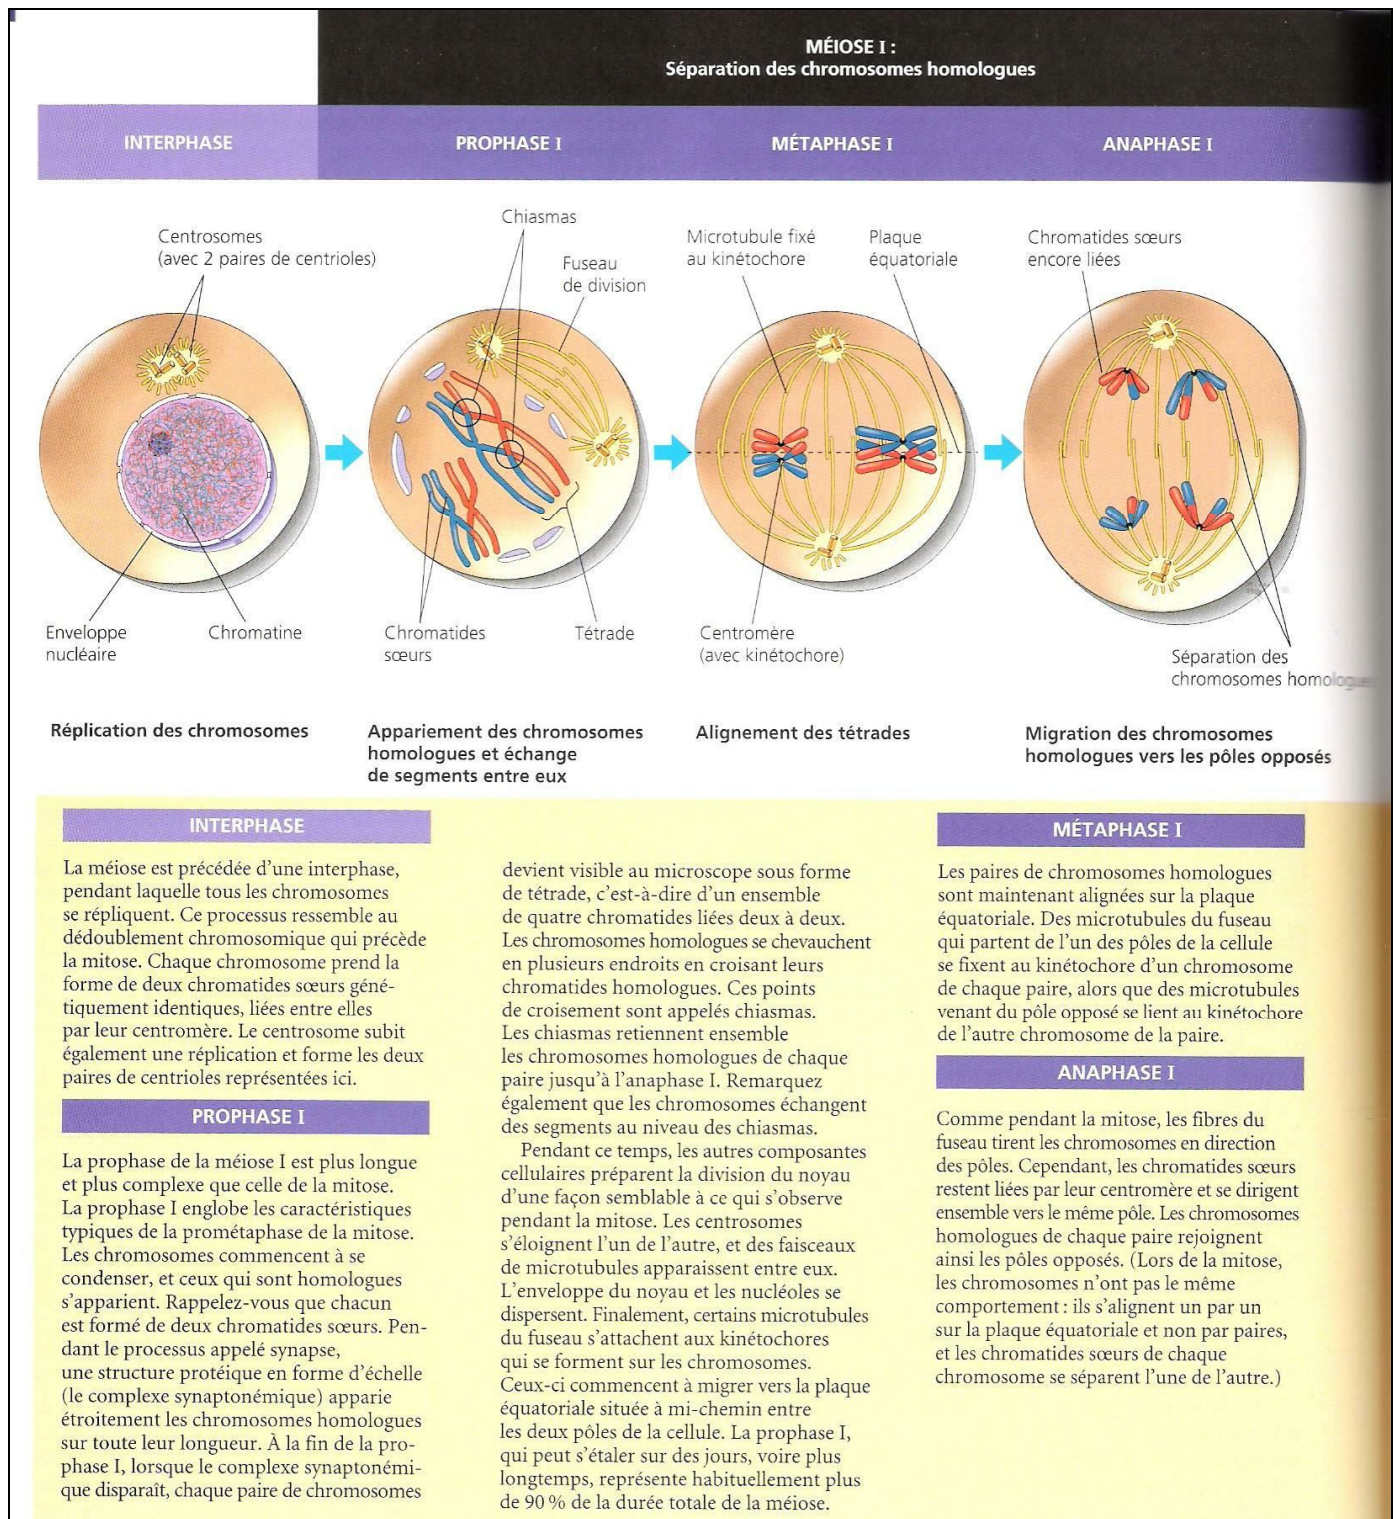 MÉIOSE I :
Séparation des chromosomes homologues
INTERPHASE
PROPHASE I
MÉTAPHASE I
ANAPHASE I
Centrosomes
(avec 2 paires de centrioles)
Chiasmas
Fuseau
de division
Microtubule fixé
au kinétochore
Plaque
équatoriale
Chromatides sœurs
encore liées
Enveloppe
nucléaire
Chromatine
Chromatides
sœurs
Tétrade
Centromère
(avec kinétochore)
Séparation des
chromosomes homologues
Réplication des chromosomes
Appariement des chromosomes
homologues et échange
de segments entre eux
Alignement des tétrades
Migration des chromosomes
homologues vers les pôles opposés
INTERPHASE
La méiose est précédée d'une interphase,
pendant laquelle tous les chromosomes
se répliquent. Ce processus ressemble au
dédoublement chromosomique qui précède
la mitose. Chaque chromosome prend la
forme de deux chromatides sœurs géné-
tiquement identiques, liées entre elles
par leur centromère. Le centrosome subit
également une réplication et forme les deux
paires de centrioles représentées ici.
PROPHASE I
La prophase de la méiose I est plus longue
et plus complexe que celle de la mitose.
La prophase I englobe les caractéristiques
typiques de la prométaphase de la mitose.
Les chromosomes commencent à se
condenser, et ceux qui sont homologues
s'apparient. Rappelez-vous que chacun
est formé de deux chromatides sœurs. Pen-
dant le processus appelé synapse,
une structure protéique en forme d'échelle
(le complexe synaptonémique) apparie
étroitement les chromosomes homologues
sur toute leur longueur. À la fin de la pro-
phase I, lorsque le complexe synaptonémi-
que disparaît, chaque paire de chromosomes
devient visible au microscope sous forme
de tétrade, c'est-à-dire d'un ensemble
de quatre chromatides liées deux à deux.
Les chromosomes homologues se chevauchent
en plusieurs endroits en croisant leurs
chromatides homologues. Ces points
de croisement sont appelés chiasmas.
Les chiasmas retiennent ensemble
les chromosomes homologues de chaque
paire jusqu'à l'anaphase I. Remarquez
également que les chromosomes échangent
des segments au niveau des chiasmas.
Pendant ce temps, les autres composantes
cellulaires préparent la division du noyau
d'une façon semblable à ce qui s'observe
pendant la mitose. Les centrosomes
s'éloignent l'un de l'autre, et des faisceaux
de microtubules apparaissent entre eux.
L'enveloppe du noyau et les nucléoles se
dispersent. Finalement, certains microtubules
du fuseau s'attachent aux kinétochores
qui se forment sur les chromosomes.
Ceux-ci commencent à migrer vers la plaque
équatoriale située à mi-chemin entre
les deux pôles de la cellule. La prophase I,
qui peut s'étaler sur des jours, voire plus
longtemps, représente habituellement plus
de 90 % de la durée totale de la méiose.
MÉTAPHASE I
Les paires de chromosomes homologues
sont maintenant alignées sur la plaque
équatoriale. Des microtubules du fuseau
qui partent de l'un des pôles de la cellule
se fixent au kinétochore d'un chromosome
de chaque paire, alors que des microtubules
venant du pôle opposé se lient au kinétochore
de l'autre chromosome de la paire.
ANAPHASE I
Comme pendant la mitose, les fibres du
fuseau tirent les chromosomes en direction
des pôles. Cependant, les chromatides sœurs
restent liées par leur centromère et se dirigent
ensemble vers le même pôle. Les chromosomes
homologues de chaque paire rejoignent
ainsi les pôles opposés. (Lors de la mitose,
les chromosomes n'ont pas le même
comportement : ils s'alignent un par un
sur la plaque équatoriale et non par paires,
et les chromatides sœurs de chaque
chromosome se séparent l'une de l'autre.)